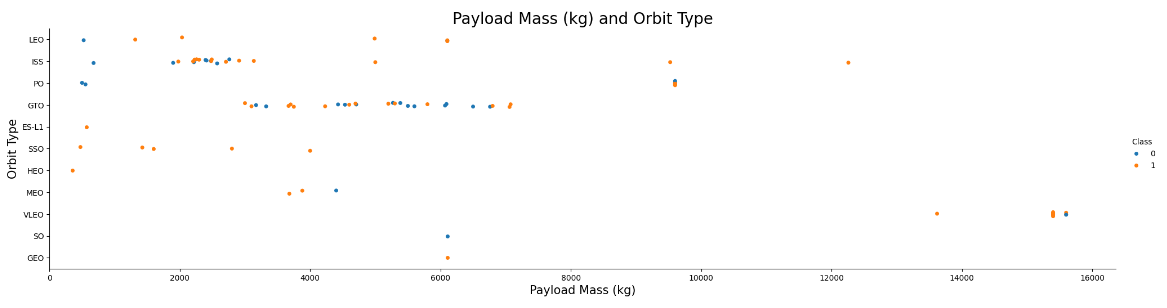 Payload Mass (kg) and Orbit Type
Orbit Type
LEO
ISS
PO
GTO
ES-L1
SSO
HEO
MEO
VLEO
SO
GEO
0 2000 4000 6000 8000 10000 12000 14000 16000
Payload Mass (kg)
Class
0
1